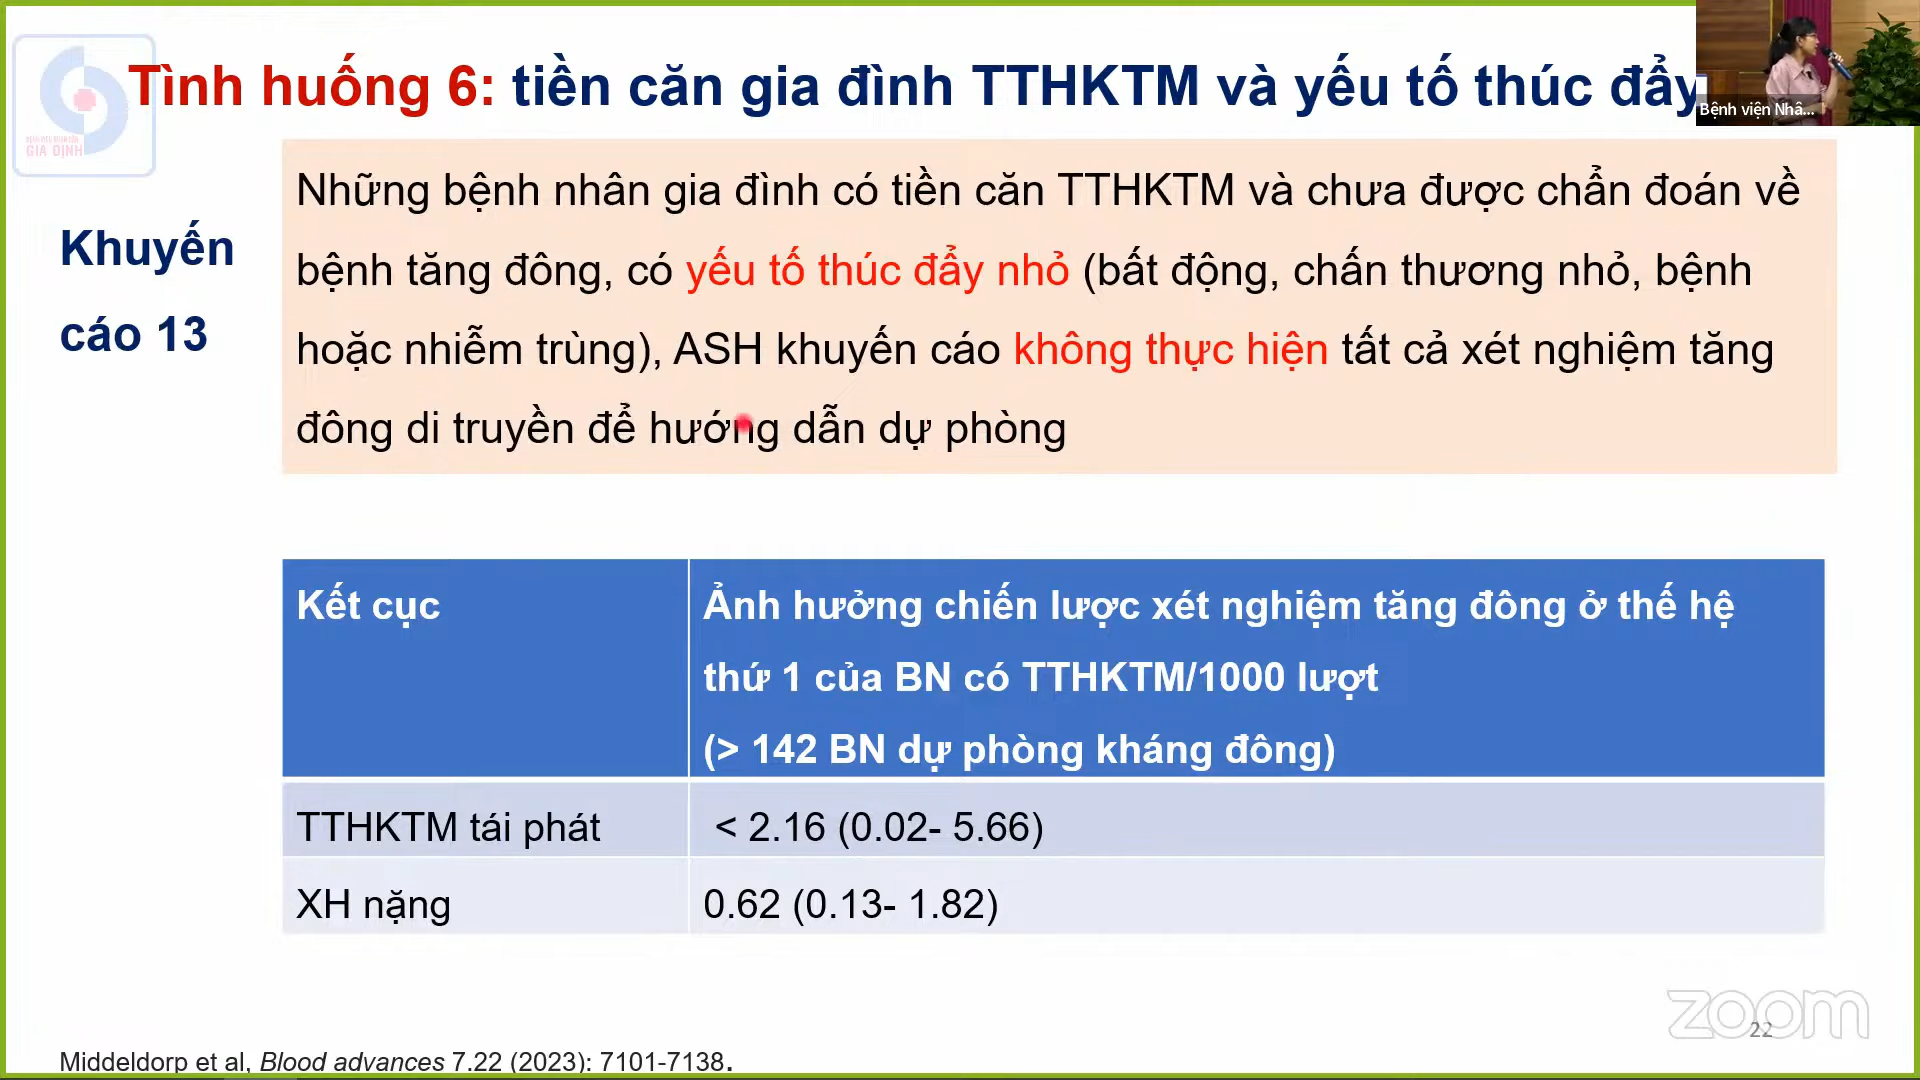 Tình huống 6: tiền căn gia đình TTHKTM và yếu tố thúc đẩy
Bệnh viện Nhâ...
GIA ĐỊNH
Khuyến
cáo 13
Những bệnh nhân gia đình có tiền căn TTHKTM và chưa được chẩn đoán về
bệnh tăng đông, có yếu tố thúc đẩy nhỏ (bất động, chấn thương nhỏ, bệnh
hoặc nhiễm trùng), ASH khuyến cáo không thực hiện tất cả xét nghiệm tăng
đông di truyền để hướng dẫn dự phòng
Kết cục
Ảnh hưởng chiến lược xét nghiệm tăng đông ở thế hệ
thứ 1 của BN có TTHKTM/1000 lượt
(> 142 BN dự phòng kháng đông)
TTHKTM tái phát
< 2.16 (0.02- 5.66)
XH nặng
0.62 (0.13- 1.82)
zoom
22
Middeldorp et al, Blood advances 7.22 (2023): 7101-7138.